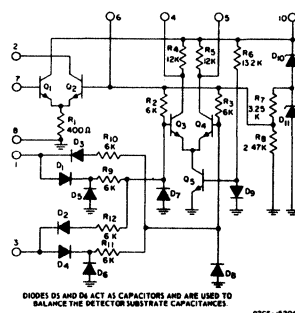 6 4 5 10
R4 12K R5 12K R6 13.2K D10
2
7 Q1 Q2
R2 6K R3 6K R7 3.25K D11
Q3 Q4
R1 400Ω
R8 2.47K
8
D3 R10 6K
1
Q5
D1 R9 6K
D5 D7 D9
D2 R12 6K
R11
3 D4 6K
D6 D8
DIODES D5 AND D6 ACT AS CAPACITORS AND ARE USED TO
BALANCE THE DETECTOR SUBSTRATE CAPACITANCES.